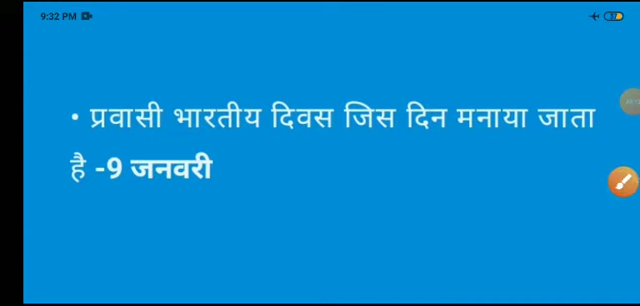 9:32 PM
• प्रवासी भारतीय दिवस जिस दिन मनाया जाता
है -9 जनवरी